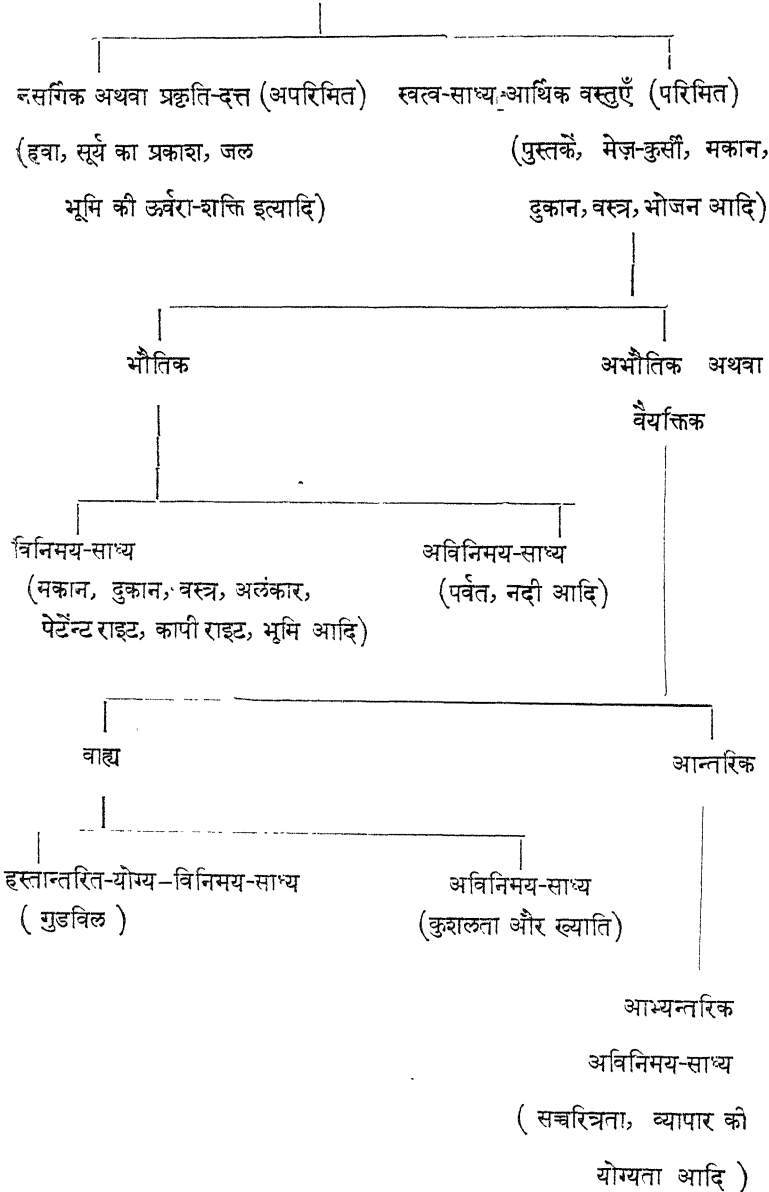 नसर्गिक अथवा प्रकृति-दत्त (अपरिमित) स्वत्व-साध्य-आर्थिक वस्तुएँ (परिमित)
(हवा, सूर्य का प्रकाश, जल
भूमि की ऊर्वरा-शक्ति इत्यादि)
(पुस्तकें, मेज़-कुर्सी, मकान,
दुकान, वस्त्र, भोजन आदि)
भौतिक
अभौतिक अथवा
वैयक्तिक
विनिमय-साध्य
(मकान, दुकान, वस्त्र, अलंकार,
पेटेंन्ट राइट, कापी राइट, भूमि आदि)
अविनिमय-साध्य
(पर्वत, नदी आदि)
वाह्य
आन्तरिक
हस्तान्तरित-योग्य–विनिमय-साध्य
( गुडविल )
अविनिमय-साध्य
(कुशलता और ख्याति)
आभ्यन्तरिक
अविनिमय-साध्य
( सच्चरित्रता, व्यापार की
योग्यता आदि )